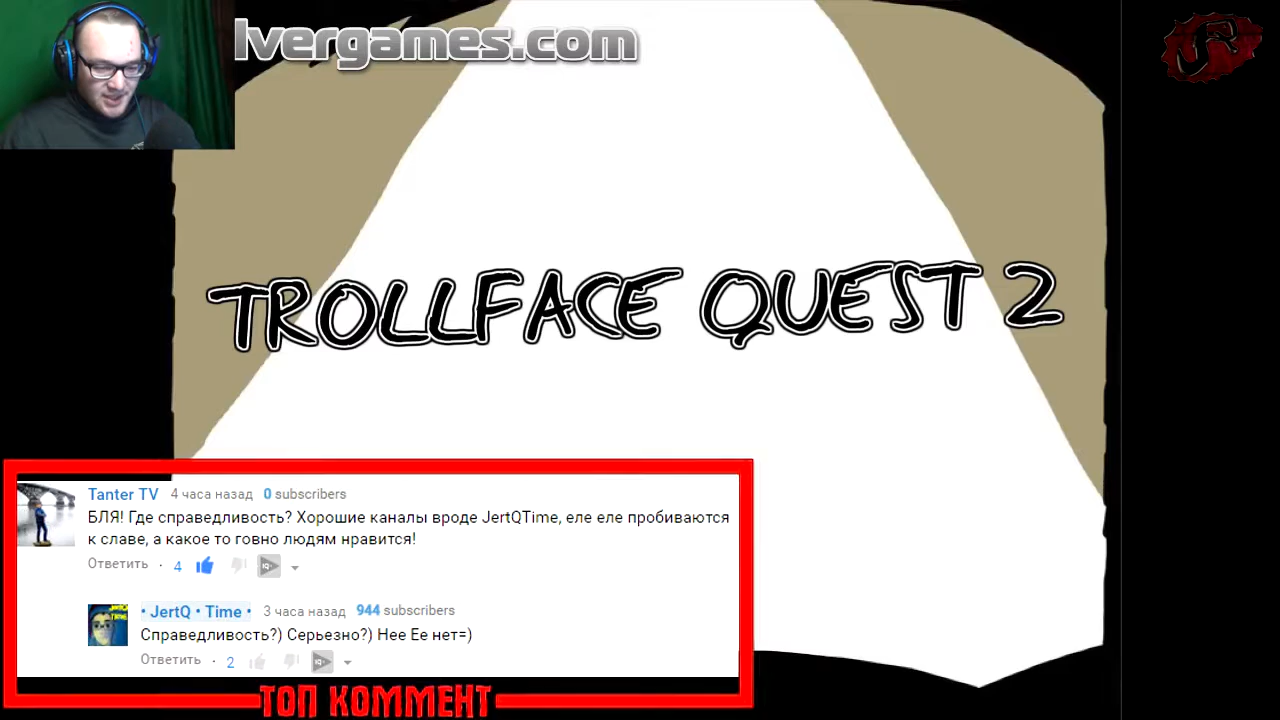 Ivergames.com
TROLLFACE QUEST 2
Tanter TV 4 часа назад 0 subscribers
БЛЯ! Где справедливость? Хорошие каналы вроде JertQTime, еле еле пробиваются
к славе, а какое то говно людям нравится!
Ответить · 4
• JertQ • Time • 3 часа назад 944 subscribers
Справедливость?) Серьезно?) Нее Ее нет=)
Ответить · 2
ТОП КОММЕНТ